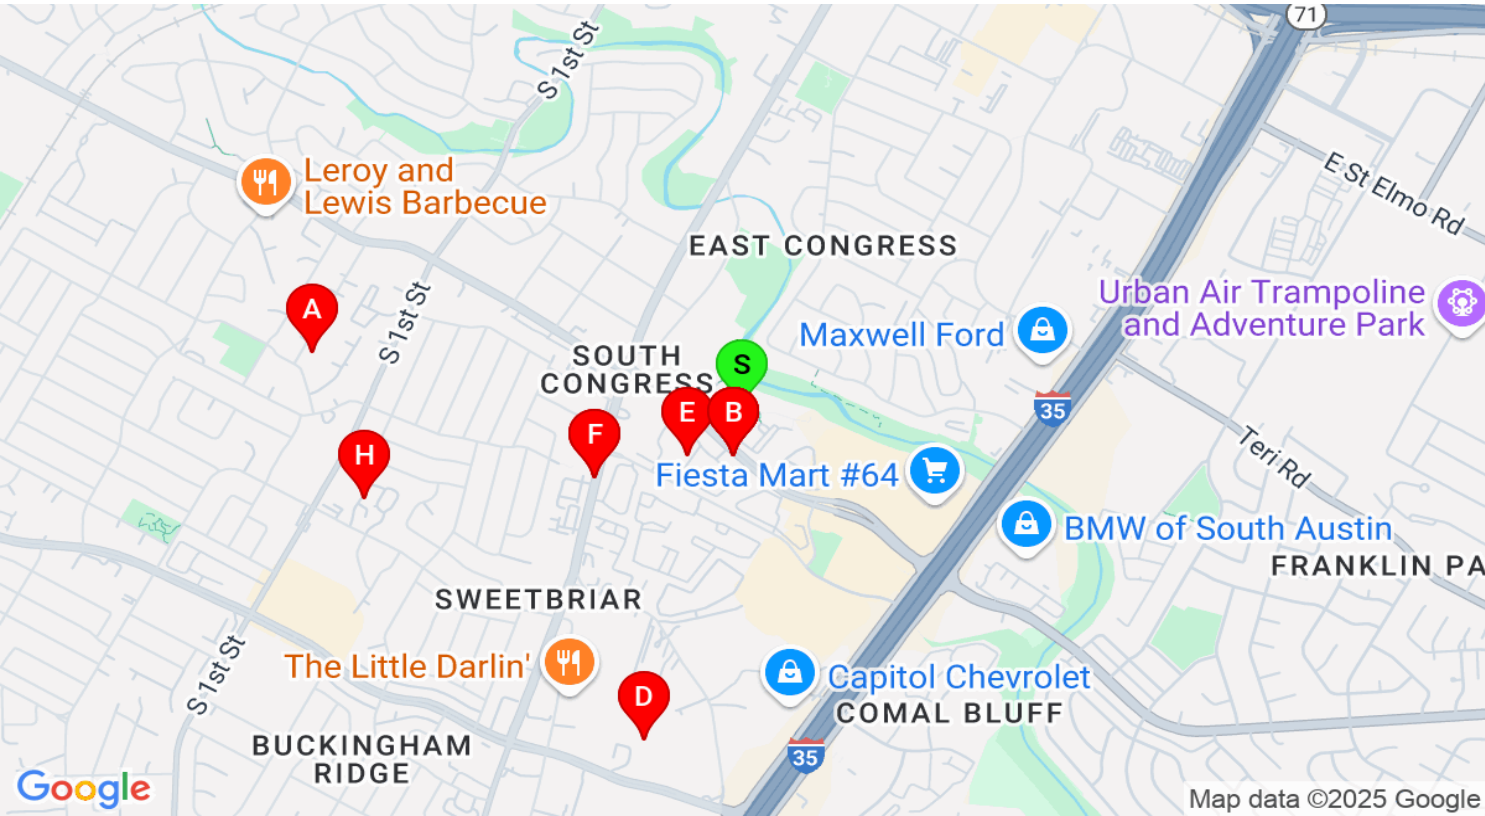 71
S 1st St
E St Elmo Rd
Leroy and
Lewis Barbecue
EAST CONGRESS
A
S 1st St
Urban Air Trampoline
and Adventure Park
Maxwell Ford
SOUTH
CONGRESS
S
35
E
B
F
H
Fiesta Mart #64
Teri Rd
BMW of South Austin
FRANKLIN PA
SWEETBRIAR
The Little Darlin'
S 1st St
D
Capitol Chevrolet
COMAL BLUFF
BUCKINGHAM
RIDGE
35
Google
Map data ©2025 Google